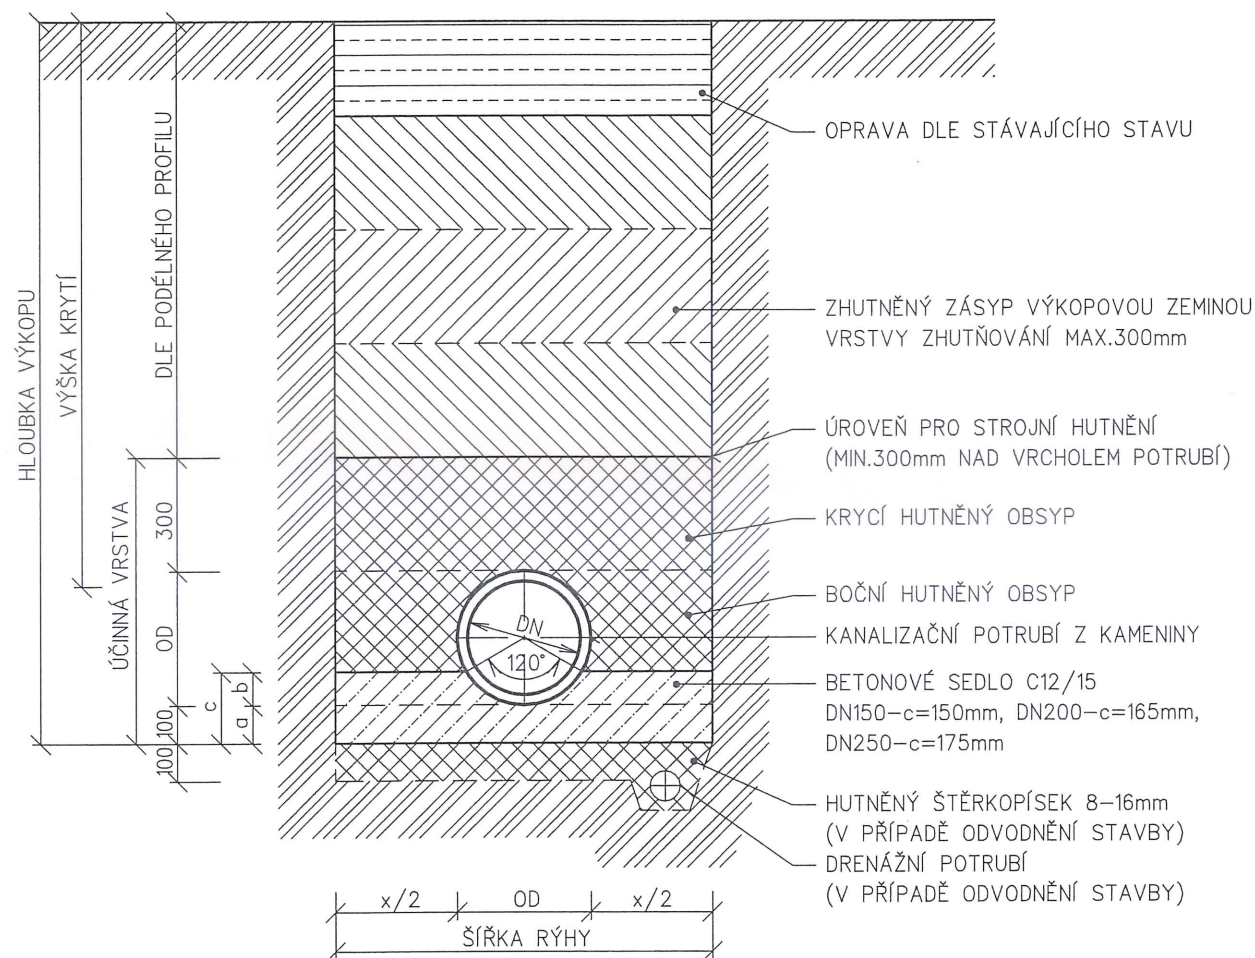 OPRAVA DLE STÁVAJÍCÍHO STAVU
ZHUTNĚNÝ ZÁSYP VÝKOPOVOU ZEMINOU
VRSTVY ZHUTŇOVÁNÍ MAX.300mm
ÚROVEŇ PRO STROJNÍ HUTNĚNÍ
(MIN.300mm NAD VRCHOLEM POTRUBÍ)
KRYCÍ HUTNĚNÝ OBSYP
BOČNÍ HUTNĚNÝ OBSYP
KANALIZAČNÍ POTRUBÍ Z KAMENINY
BETONOVÉ SEDLO C12/15
DN150-c=150mm, DN200-c=165mm,
DN250-c=175mm
HUTNĚNÝ ŠTĚRKOPÍSEK 8-16mm
(V PŘÍPADĚ ODVODNĚNÍ STAVBY)
DRENÁŽNÍ POTRUBÍ
(V PŘÍPADĚ ODVODNĚNÍ STAVBY)
HLOUBKA VÝKOPU
VÝŠKA KRYTÍ
DLE PODÉLNÉHO PROFILU
ÚČINNÁ VRSTVA
300
OD
100
100
c
b
a
DN
120°
x/2
OD
x/2
ŠÍŘKA RÝHY